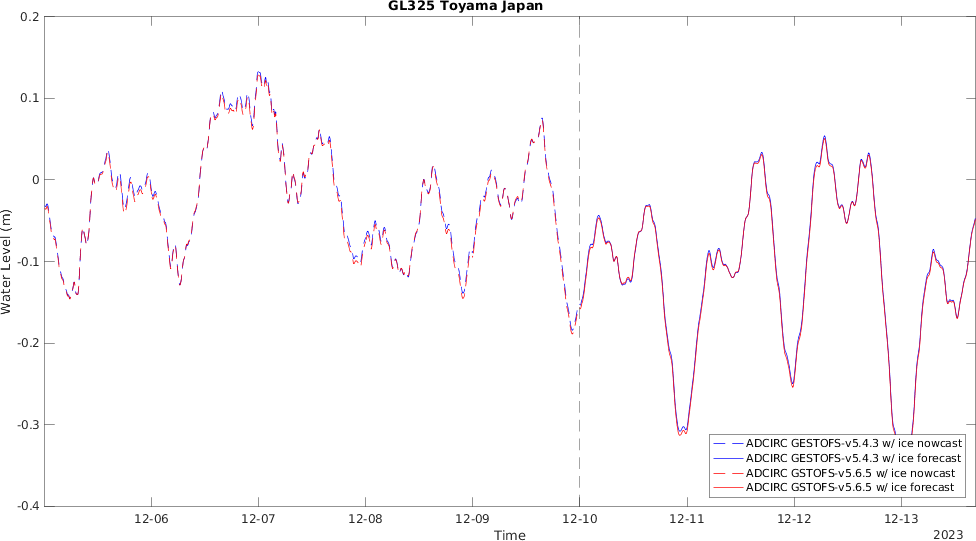 GL325 Toyama Japan
0.2
0.1
0
-0.1
-0.2
-0.3
-0.4
Water Level (m)
ADCIRC GESTOFS-v5.4.3 w/ ice nowcast
ADCIRC GESTOFS-v5.4.3 w/ ice forecast
ADCIRC GSTOFS-v5.6.5 w/ ice nowcast
ADCIRC GSTOFS-v5.6.5 w/ ice forecast
12-06 12-07 12-08 12-09 12-10 12-11 12-12 12-13
Time
2023